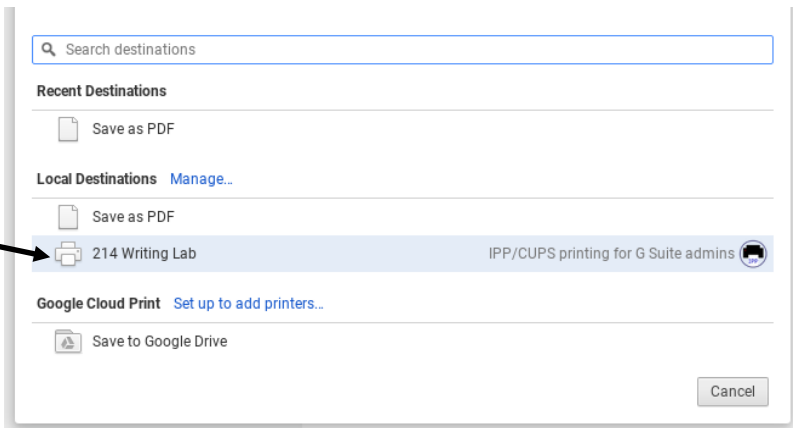 Search destinations
Recent Destinations
Save as PDF
Local Destinations Manage...
Save as PDF
214 Writing Lab IPP/CUPS printing for G Suite admins IPP
Google Cloud Print Set up to add printers...
Save to Google Drive
Cancel